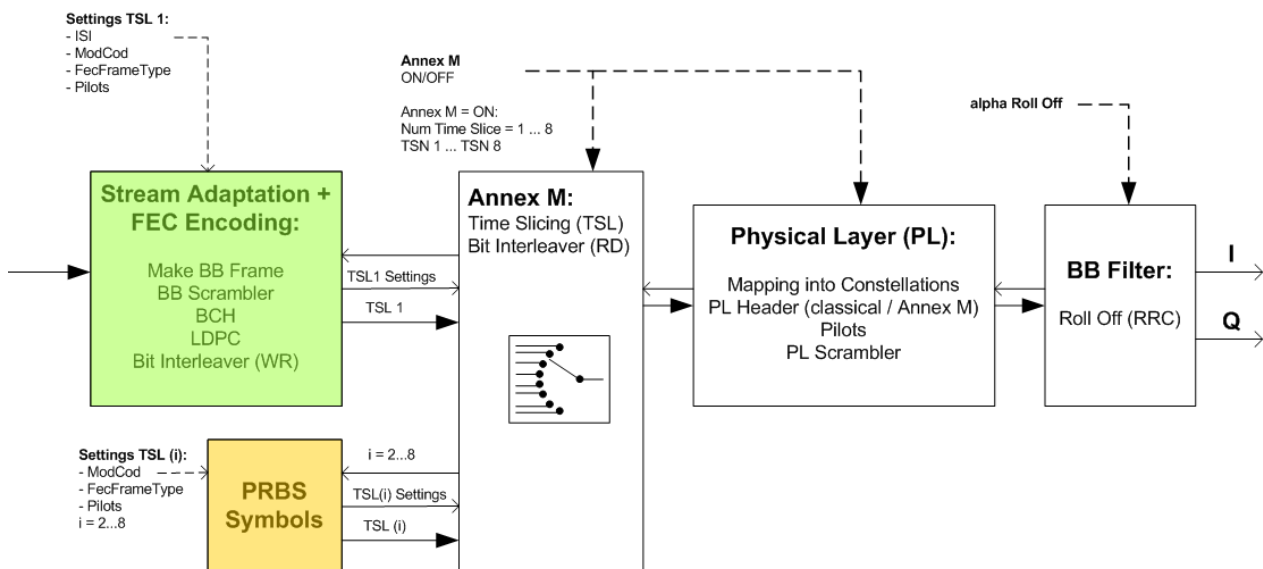 Settings TSL 1:
- ISI
- ModCod
- FecFrameType
- Pilots
Annex M
ON/OFF
Annex M = ON:
Num Time Slice = 1 ... 8
TSN 1 ... TSN 8
alpha Roll Off
Stream Adaptation +
FEC Encoding:
Make BB Frame
BB Scrambler
BCH
LDPC
Bit Interleaver (WR)
TSL1 Settings
TSL 1
Annex M:
Time Slicing (TSL)
Bit Interleaver (RD)
Physical Layer (PL):
Mapping into Constellations
PL Header (classical / Annex M)
Pilots
PL Scrambler
BB Filter:
Roll Off (RRC)
I
Q
Settings TSL (i):
- ModCod
- FecFrameType
- Pilots
i = 2...8
PRBS
Symbols
i = 2...8
TSL(i) Settings
TSL (i)